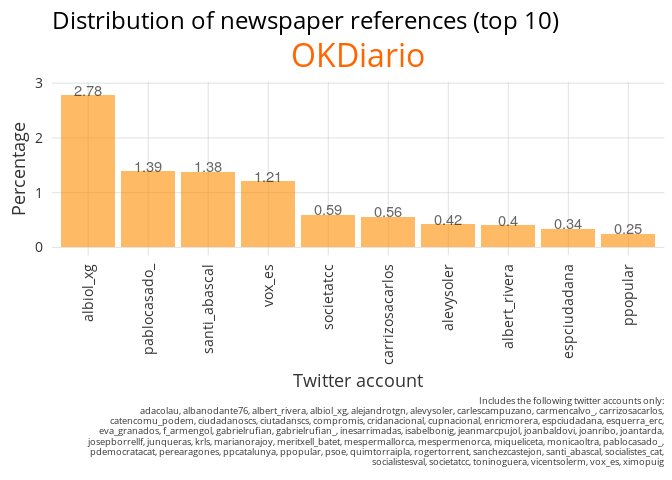 Distribution of newspaper references (top 10)
OKDiario
Percentage
3
2
1
0
2.78
1.39
1.38
1.21
0.59
0.56
0.42
0.4
0.34
0.25
albiol_xg
pablocasado_
santi_abascal
vox_es
societatcc
carrizosacarlos
alevysoler
albert_rivera
espciudadana
ppopular
Twitter account
Includes the following twitter accounts only:
adacolau, albanodante76, albert_rivera, albiol_xg, alejandrotgn, alevysoler, carlescampuzano, carmencalvo_, carrizosacarlos,
catencomu_podem, ciudadanoscs, ciutadanscs, compromis, cridanacional, cupnacional, enricmorera, espciudadana, esquerra_erc,
eva_granados, f_armengol, gabrielrufian, gabrielrufian_, inesarrimadas, isabelbonig, jeanmarcpujol, joanbaldovi, joanribo, joantarda,
josepborrellf, junqueras, krls, marianorajoy, meritxell_batet, mespermallorca, mespermenorca, miqueliceta, monicaoltra, pablocasado_,
pdemocratacat, perearagones, ppcatalunya, ppopular, psoe, quimtorraipla, rogertorrent, sanchezcastejon, santi_abascal, socialistes_cat,
socialistesval, societatcc, toninoguera, vicentsolerm, vox_es, ximopuig